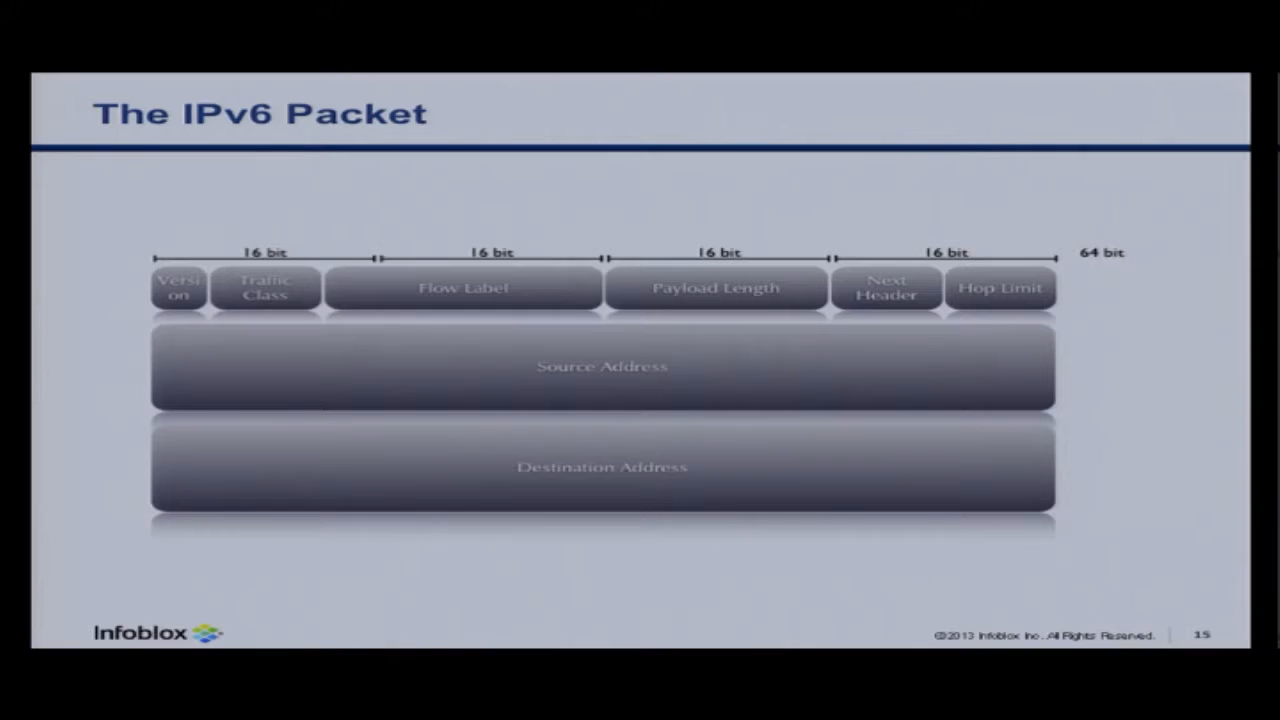 The IPv6 Packet
16 bit 16 bit 16 bit 16 bit 64 bit
Versi
on
Traffic
Class
Flow Label
Payload Length
Next
Header
Hop Limit
Source Address
Destination Address
Infoblox
©2013 Infoblox Inc. All Rights Reserved. 15